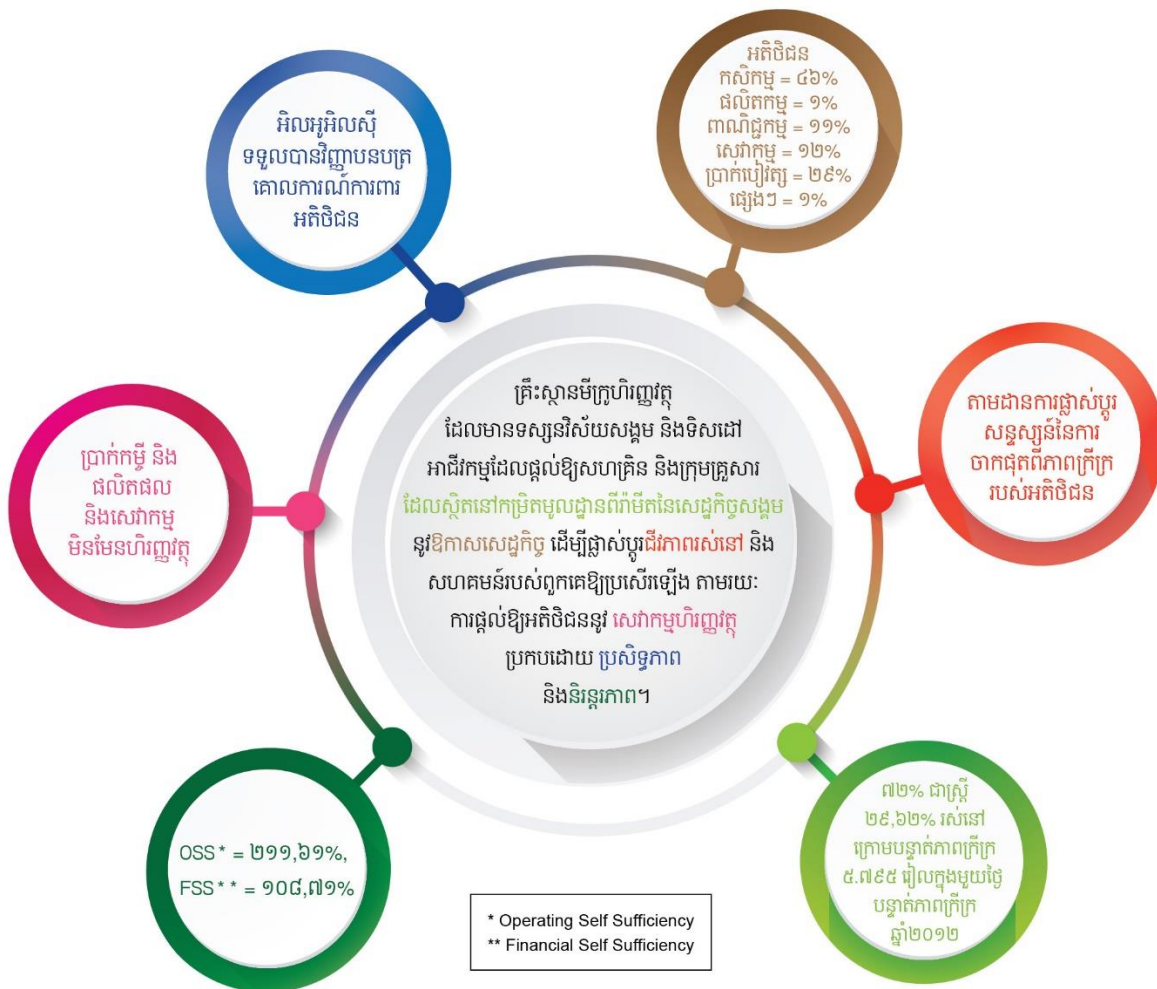 អិលអូអិលស៊ី
ទទួលបានវិញ្ញាបនបត្រ
គោលការណ៍ការពារ
អតិថិជន
អតិថិជន
កសិកម្ម = ៤៦%
ផលិតកម្ម = ១%
ពាណិជ្ជកម្ម = ១១%
សេវាកម្ម = ១២%
ប្រាក់បៀវត្ស = ២៩%
ផ្សេងៗ = ១%
តាមដានការផ្លាស់ប្តូរ
សន្ទស្សន៍នៃការ
ចាកផុតពីភាពក្រីក្រ
របស់អតិថិជន
ប្រាក់កម្ចី និង
ផលិតផល
និងសេវាកម្ម
មិនមែនហិរញ្ញវត្ថុ
គ្រឹះស្ថានមីក្រូហិរញ្ញវត្ថុ
ដែលមានទស្សនវិស័យសង្គម និងទិសដៅ
អាជីវកម្មដែលផ្តល់ឱ្យសហគ្រិន និងក្រុមគ្រួសារ
ដែលស្ថិតនៅកម្រិតមូលដ្ឋានពីរ៉ាមីតនៃសេដ្ឋកិច្ចសង្គម
នូវឱកាសសេដ្ឋកិច្ច ដើម្បីផ្លាស់ប្តូរជីវភាពរស់នៅ និង
សហគមន៍របស់ពួកគេឱ្យប្រសើរឡើង តាមរយៈ
ការផ្តល់ឱ្យអតិថិជននូវ សេវាកម្មហិរញ្ញវត្ថុ
ប្រកបដោយ ប្រសិទ្ធភាព
និងនិរន្តរភាព។
OSS* = ២១១,៦១%,
FSS** = ១០៨,៧១%
៧២% ជាស្ត្រី
២៩,៦២% រស់នៅ
ក្រោមបន្ទាត់ភាពក្រីក្រ
៥.៧៩៥ រៀលក្នុងមួយថ្ងៃ
បន្ទាត់ភាពក្រីក្រ
ឆ្នាំ២០១២
* Operating Self Sufficiency
** Financial Self Sufficiency